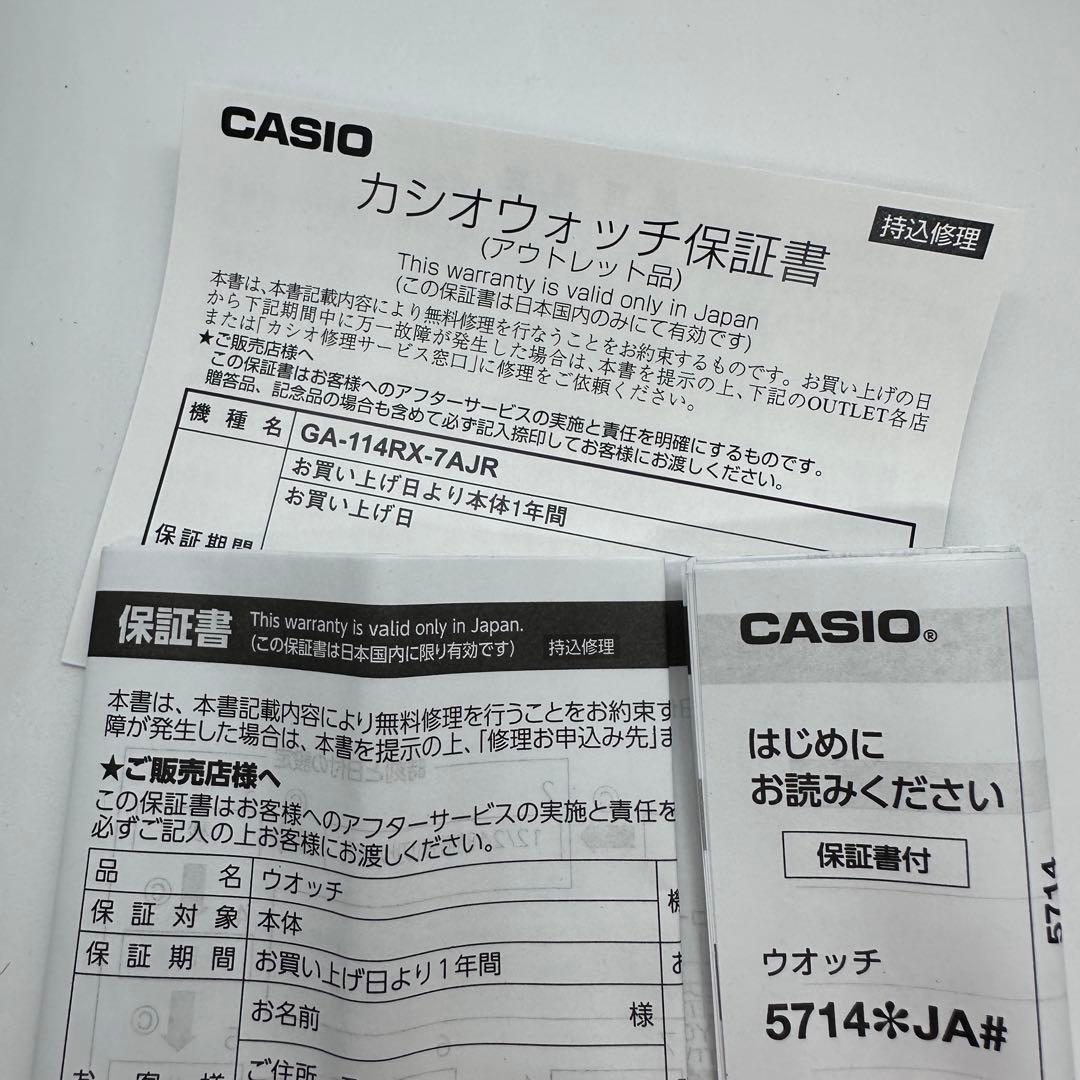 CASIO
カシオウォッチ保証書
持込修理
(アウトレット品)
This warranty is valid only in Japan
(この保証書は日本国内のみにて有効です)
本書は、本書記載内容により無料修理を行なうことをお約束するものです。お買い上げの日
から下記期間中に万一故障が発生した場合は、本書を提示の上、下記のOUTLET各店
または「カシオ修理サービス窓口」に修理をご依頼ください。
★ご販売店様へ
この保証書はお客様へのアフターサービスの実施と責任を明確にするものです。
贈答品、記念品の場合も含めて必ず記入捺印してお客様にお渡しください。
機種名 GA-114RX-7AJR
お買い上げ日より本体1年間
お買い上げ日
保証期間
保証書 This warranty is valid only in Japan.
(この保証書は日本国内に限り有効です) 持込修理
本書は、本書記載内容により無料修理を行うことをお約束す
障が発生した場合は、本書を提示の上、「修理お申込み先」ま
★ご販売店様へ
この保証書はお客様へのアフターサービスの実施と責任を
必ずご記入の上お客様にお渡しください。
品名 ウオッチ
機
保証対象 本体
保証期間 お買い上げ日より1年間
お
お名前 様
ご住所
お客様
CASIO®
はじめに
お読みください
保証書付
ウオッチ
5714✽JA#
5714